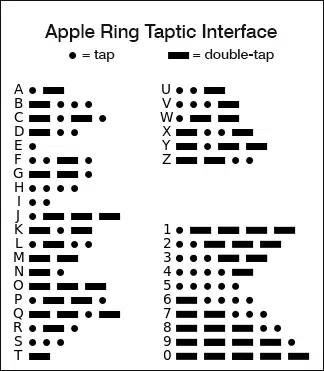 Apple Ring Taptic Interface
● = tap ▬ = double-tap
A ● ▬
B ▬ ● ● ●
C ▬ ● ▬ ●
D ▬ ● ●
E ●
F ● ● ▬ ●
G ▬ ▬ ●
H ● ● ● ●
I ● ●
J ● ▬ ▬ ▬
K ▬ ● ▬
L ● ▬ ● ●
M ▬ ▬
N ▬ ●
O ▬ ▬ ▬
P ● ▬ ▬ ●
Q ▬ ▬ ● ▬
R ● ▬ ●
S ● ● ●
T ▬
U ● ● ▬
V ● ● ● ▬
W ● ▬ ▬
X ▬ ● ● ▬
Y ▬ ● ▬ ▬
Z ▬ ▬ ● ●
1 ● ▬ ▬ ▬ ▬
2 ● ● ▬ ▬ ▬
3 ● ● ● ▬ ▬
4 ● ● ● ● ▬
5 ● ● ● ● ●
6 ▬ ● ● ● ●
7 ▬ ▬ ● ● ●
8 ▬ ▬ ▬ ● ●
9 ▬ ▬ ▬ ▬ ●
0 ▬ ▬ ▬ ▬ ▬